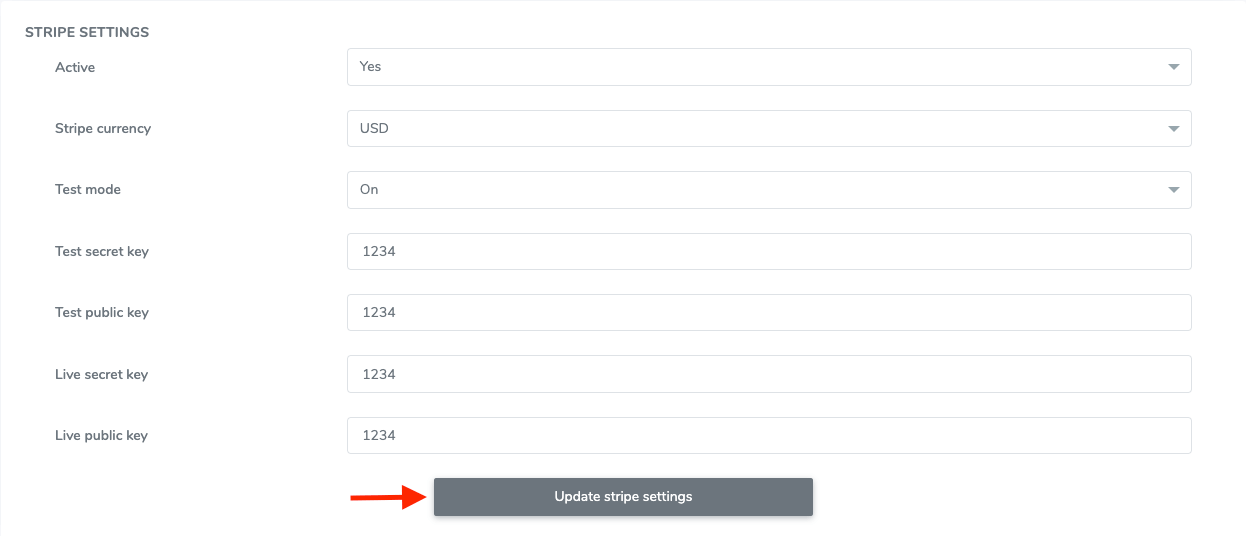 STRIPE SETTINGS
Active Yes
Stripe currency USD
Test mode On
Test secret key 1234
Test public key 1234
Live secret key 1234
Live public key 1234
Update stripe settings